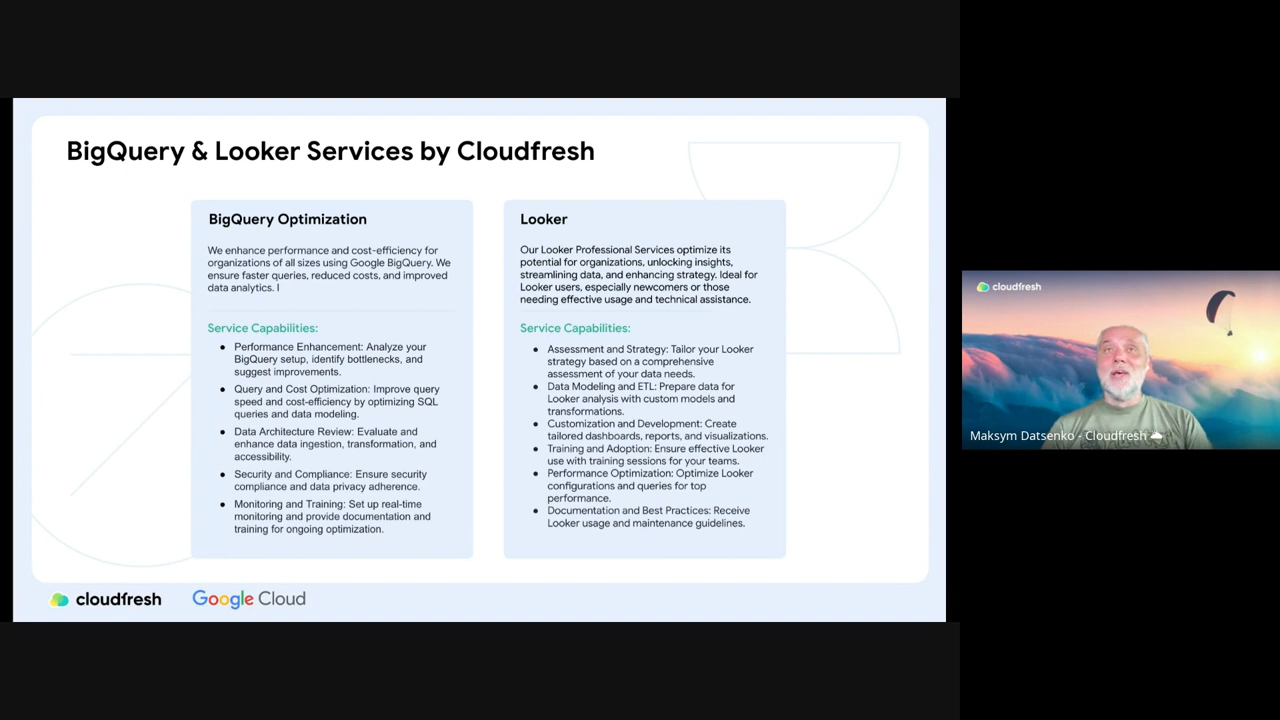 BigQuery & Looker Services by Cloudfresh
BigQuery Optimization
We enhance performance and cost-efficiency for
organizations of all sizes using Google BigQuery. We
ensure faster queries, reduced costs, and improved
data analytics. I
Service Capabilities:
● Performance Enhancement: Analyze your
BigQuery setup, identify bottlenecks, and
suggest improvements.
● Query and Cost Optimization: Improve query
speed and cost-efficiency by optimizing SQL
queries and data modeling.
● Data Architecture Review: Evaluate and
enhance data ingestion, transformation, and
accessibility.
● Security and Compliance: Ensure security
compliance and data privacy adherence.
● Monitoring and Training: Set up real-time
monitoring and provide documentation and
training for ongoing optimization.
Looker
Our Looker Professional Services optimize its
potential for organizations, unlocking insights,
streamlining data, and enhancing strategy. Ideal for
Looker users, especially newcomers or those
needing effective usage and technical assistance.
Service Capabilities:
● Assessment and Strategy: Tailor your Looker
strategy based on a comprehensive
assessment of your data needs.
● Data Modeling and ETL: Prepare data for
Looker analysis with custom models and
transformations.
● Customization and Development: Create
tailored dashboards, reports, and visualizations.
● Training and Adoption: Ensure effective Looker
use with training sessions for your teams.
● Performance Optimization: Optimize Looker
configurations and queries for top
performance.
● Documentation and Best Practices: Receive
Looker usage and maintenance guidelines.
cloudfresh
Google Cloud
cloudfresh
Maksym Datsenko - Cloudfresh